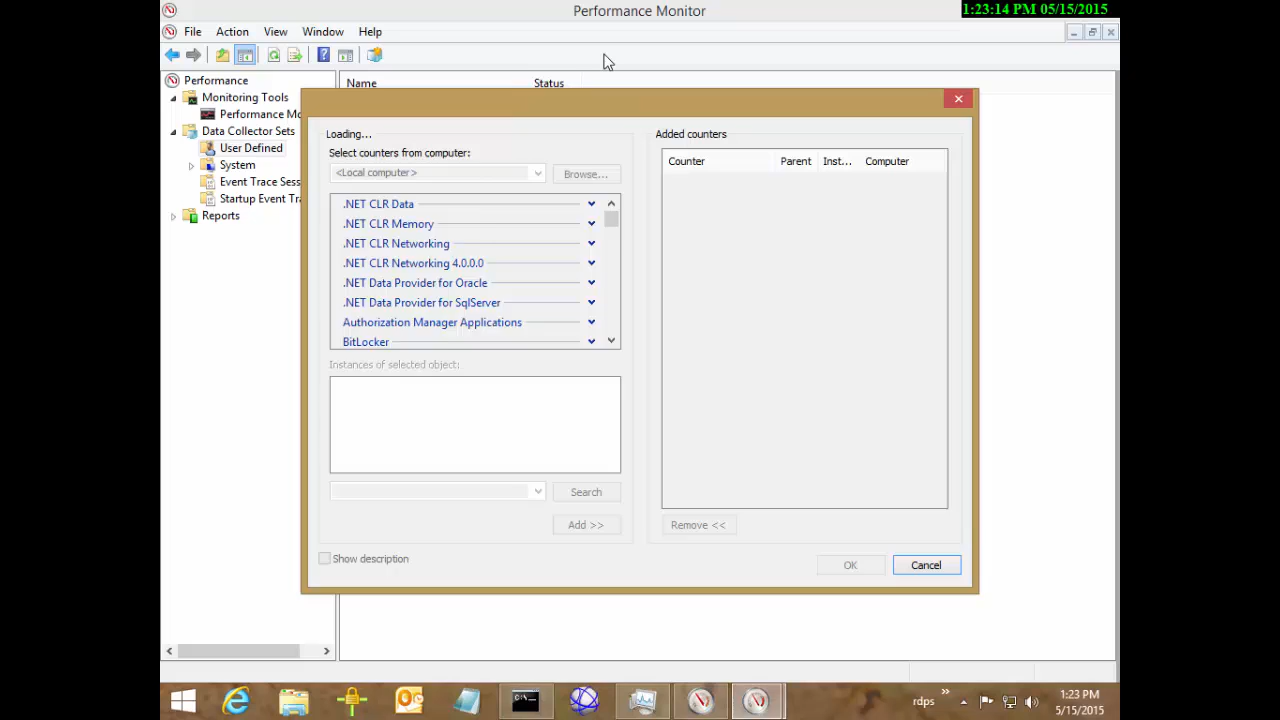 Performance Monitor
1:23:14 PM 05/15/2015
File Action View Window Help
Performance
Monitoring Tools
Performance Mo
Data Collector Sets
User Defined
System
Event Trace Sess
Startup Event Tra
Reports
Name Status
Loading...
Select counters from computer:
<Local computer>
Browse...
.NET CLR Data
.NET CLR Memory
.NET CLR Networking
.NET CLR Networking 4.0.0.0
.NET Data Provider for Oracle
.NET Data Provider for SqlServer
Authorization Manager Applications
BitLocker
Instances of selected object:
Search
Add >>
Show description
Added counters
Counter Parent Inst... Computer
Remove <<
OK Cancel
C:\_
rdps
1:23 PM
5/15/2015